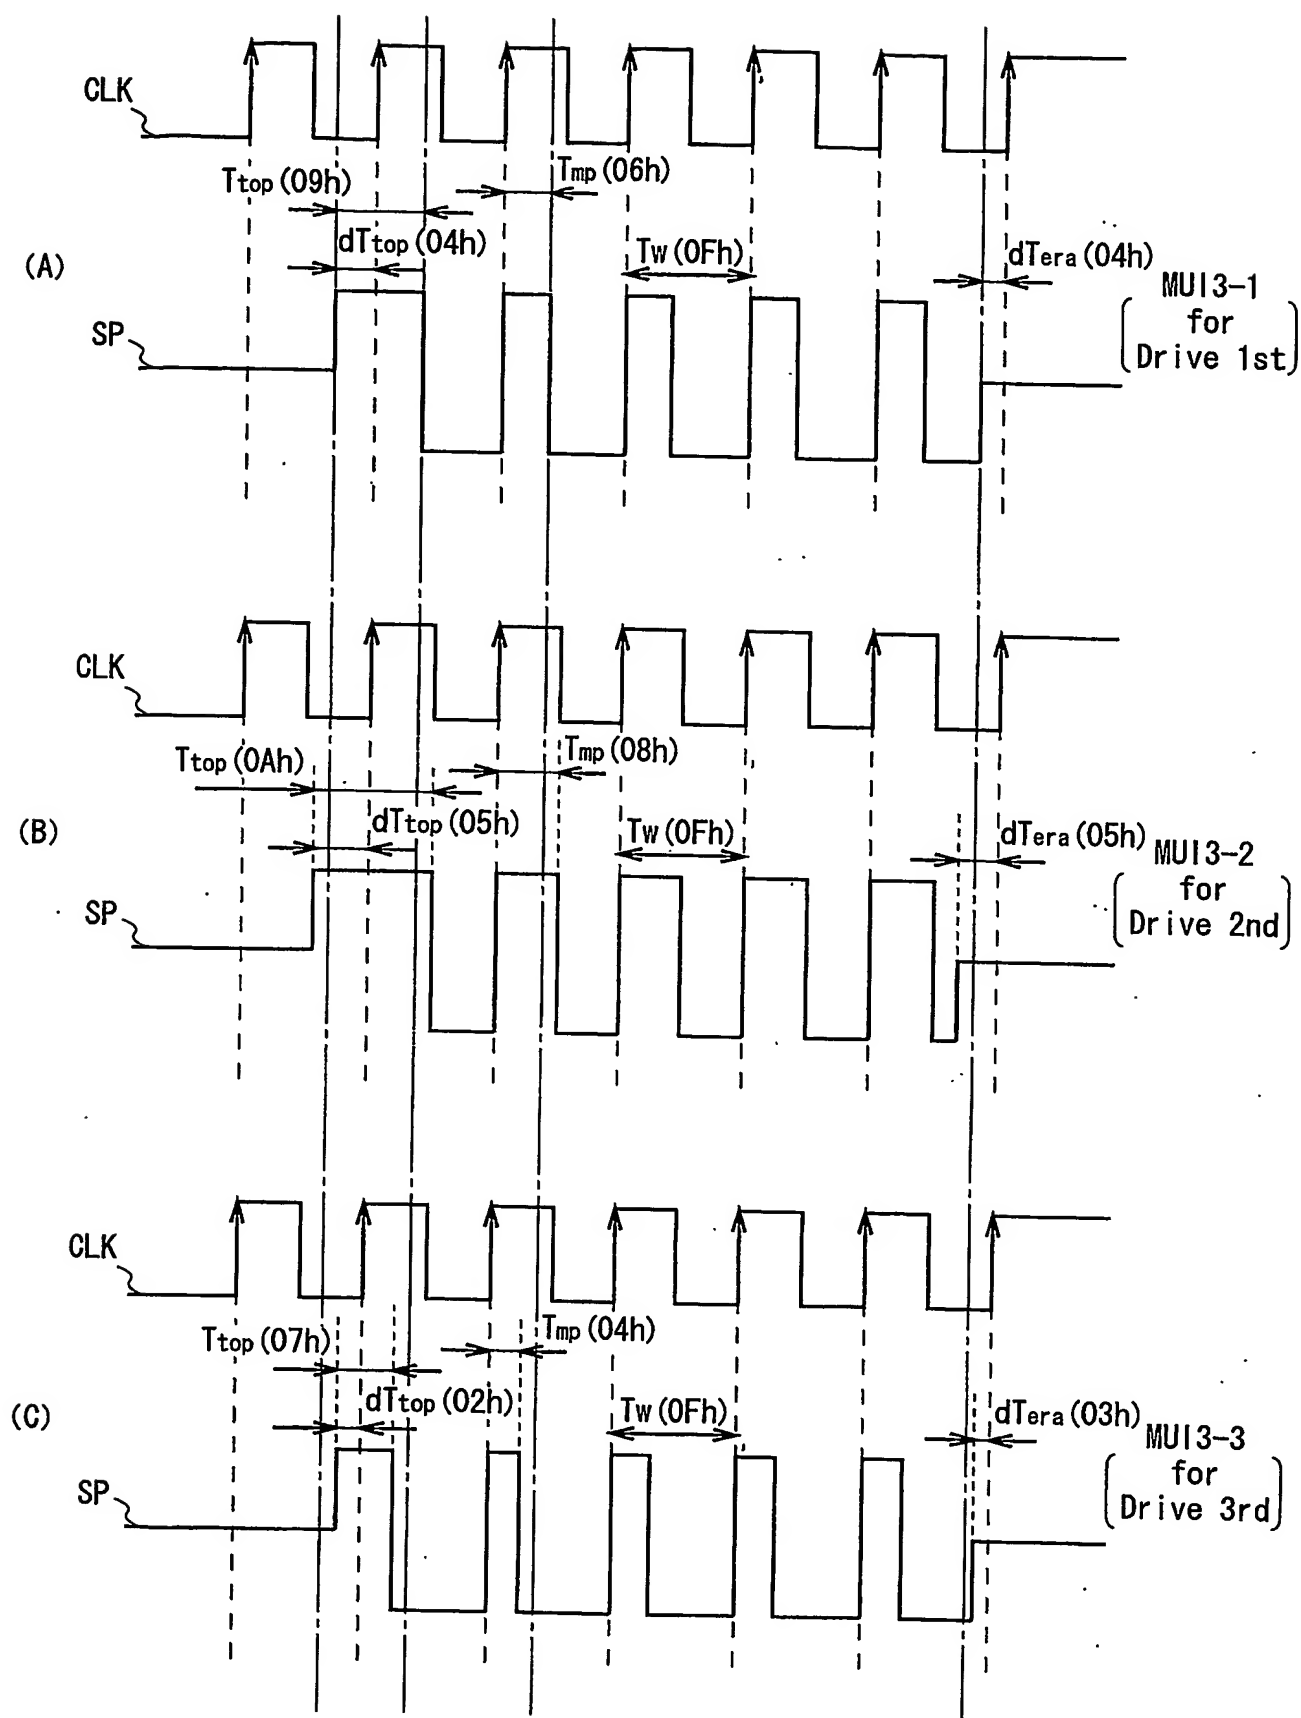 CLK
Ttop(09h)
Tmp(06h)
dTtop(04h)
Tw(0Fh)
dTera(04h)
(A)
MUI3-1
for
Drive 1st
SP
CLK
Ttop(0Ah)
Tmp(08h)
dTtop(05h)
Tw(0Fh)
dTera(05h)
(B)
MUI3-2
for
Drive 2nd
SP
CLK
Ttop(07h)
Tmp(04h)
dTtop(02h)
Tw(0Fh)
dTera(03h)
(C)
MUI3-3
for
Drive 3rd
SP